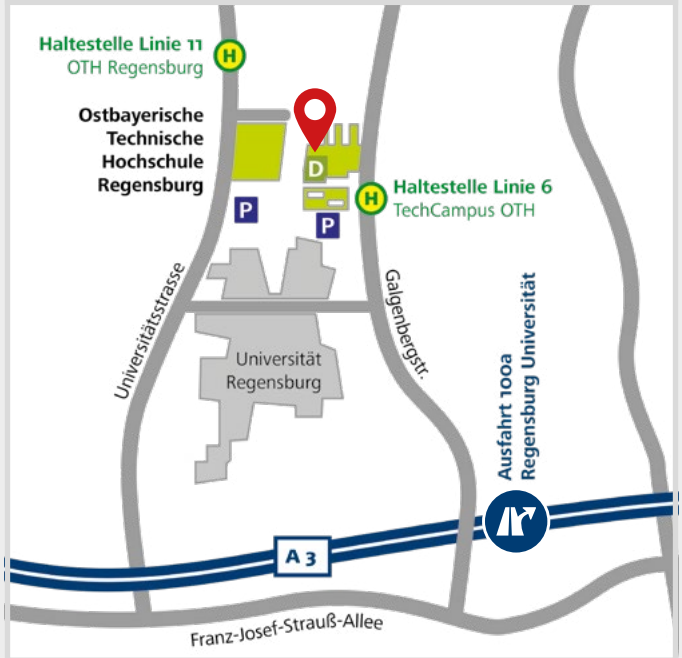 Haltestelle Linie 11
OTH Regensburg
H
Ostbayerische
Technische
Hochschule
Regensburg
D
P
P
H
Haltestelle Linie 6
TechCampus OTH
Universitätsstrasse
Galgenbergstr.
Universität
Regensburg
Ausfahrt 100a
Regensburg Universität
A 3
Franz-Josef-Strauß-Allee